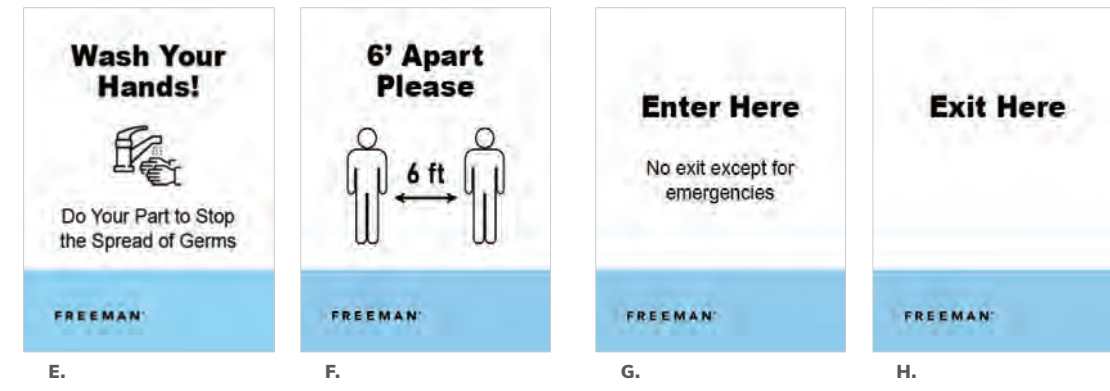 Wash Your
Hands!
Do Your Part to Stop
the Spread of Germs
FREEMAN
E.
6’ Apart
Please
6 ft
FREEMAN
F.
Enter Here
No exit except for
emergencies
FREEMAN
G.
Exit Here
FREEMAN
H.